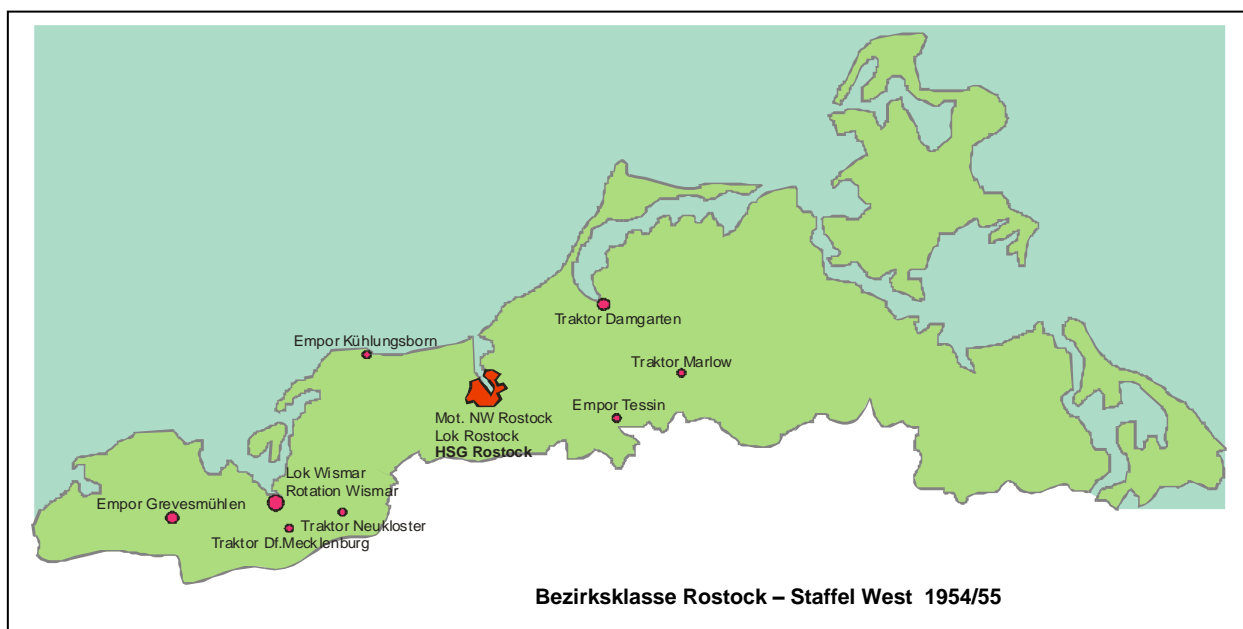 Traktor Damgarten
Empor Kühlungsborn
Traktor Marlow
Empor Tessin
Mot. NW Rostock
Lok Rostock
HSG Rostock
Lok Wismar
Rotation Wismar
Empor Grevesmühlen
Traktor Neukloster
Traktor Df.Mecklenburg
Bezirksklasse Rostock – Staffel West 1954/55